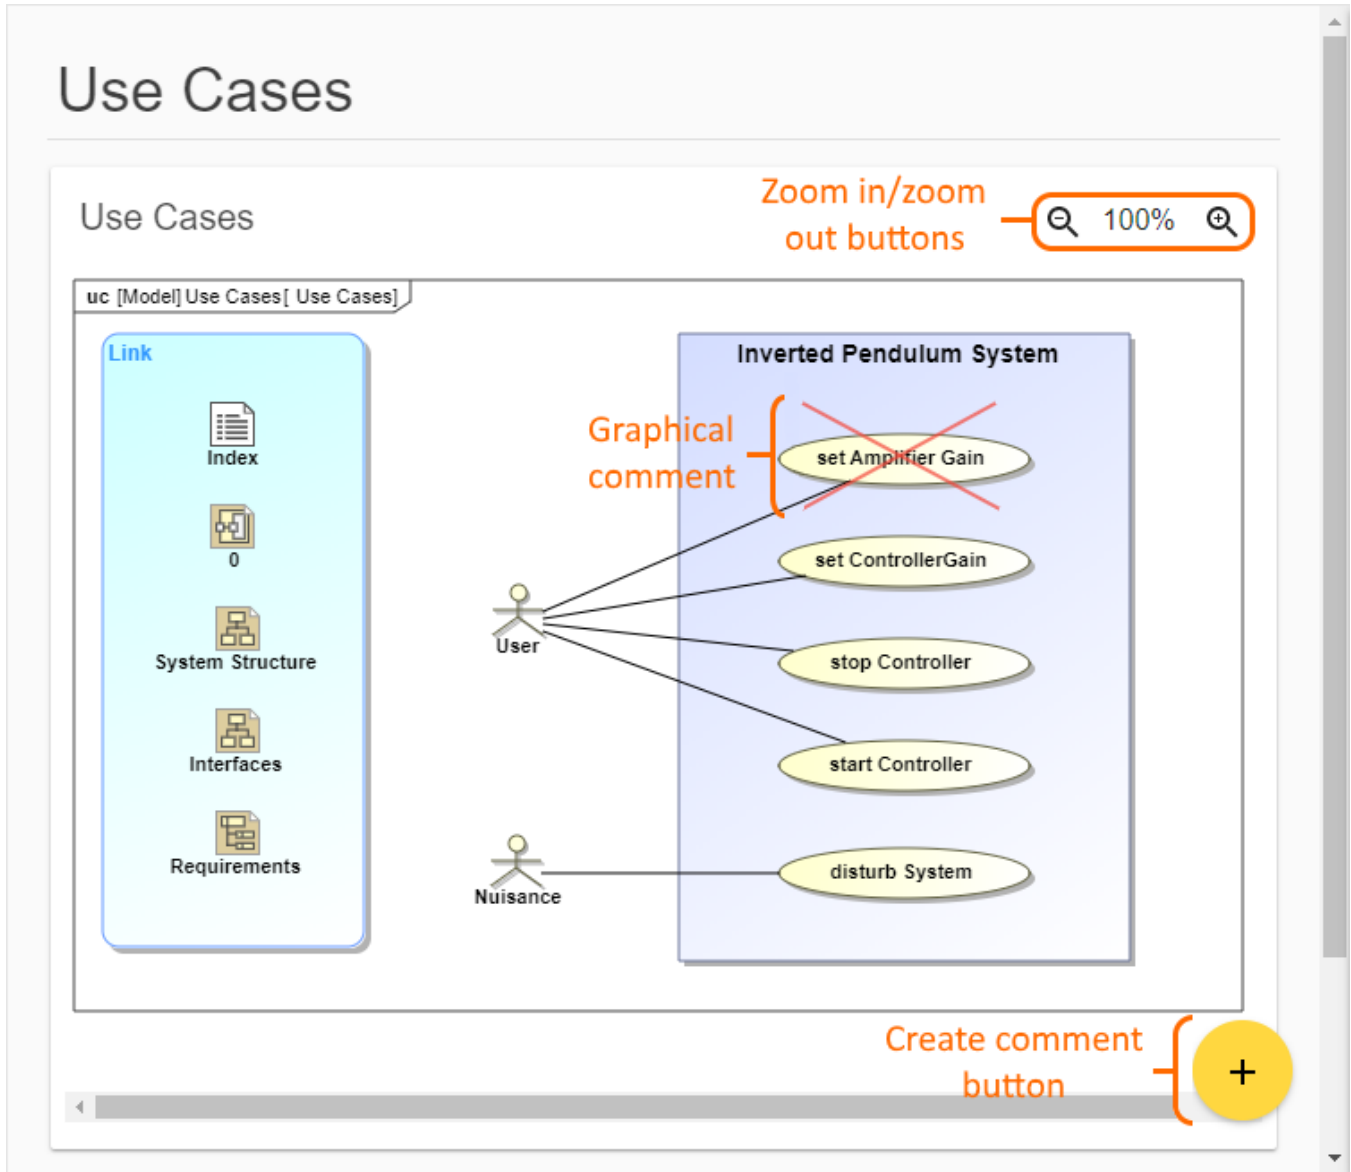 Use Cases
Use Cases
Zoom in/zoom
out buttons
100%
uc [Model] Use Cases[ Use Cases]
Link
Index
0
System Structure
Interfaces
Requirements
User
Nuisance
Inverted Pendulum System
Graphical
comment
set Amplifier Gain
set ControllerGain
stop Controller
start Controller
disturb System
Create comment
button
+